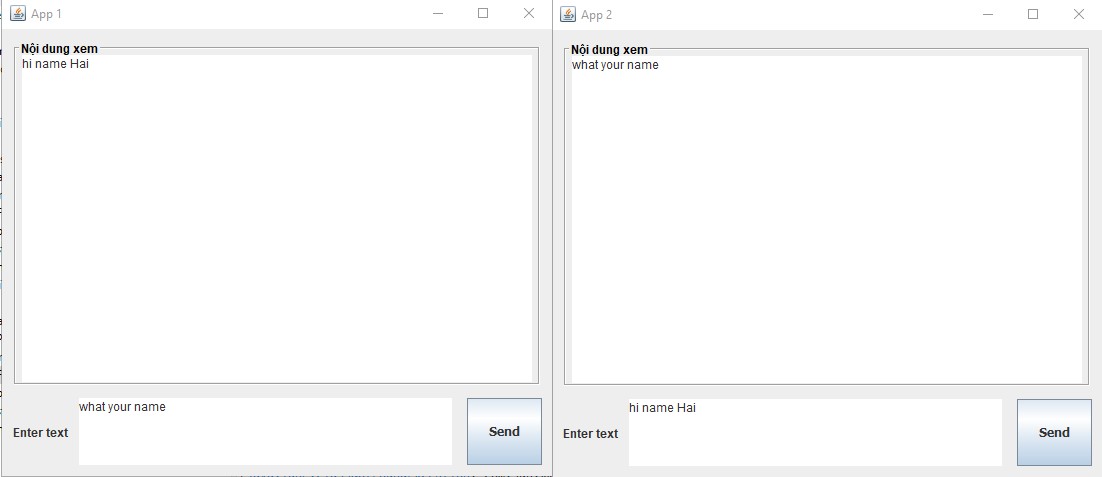 App 1
Nội dung xem
hi name Hai
Enter text
what your name
Send
App 2
Nội dung xem
what your name
Enter text
hi name Hai
Send